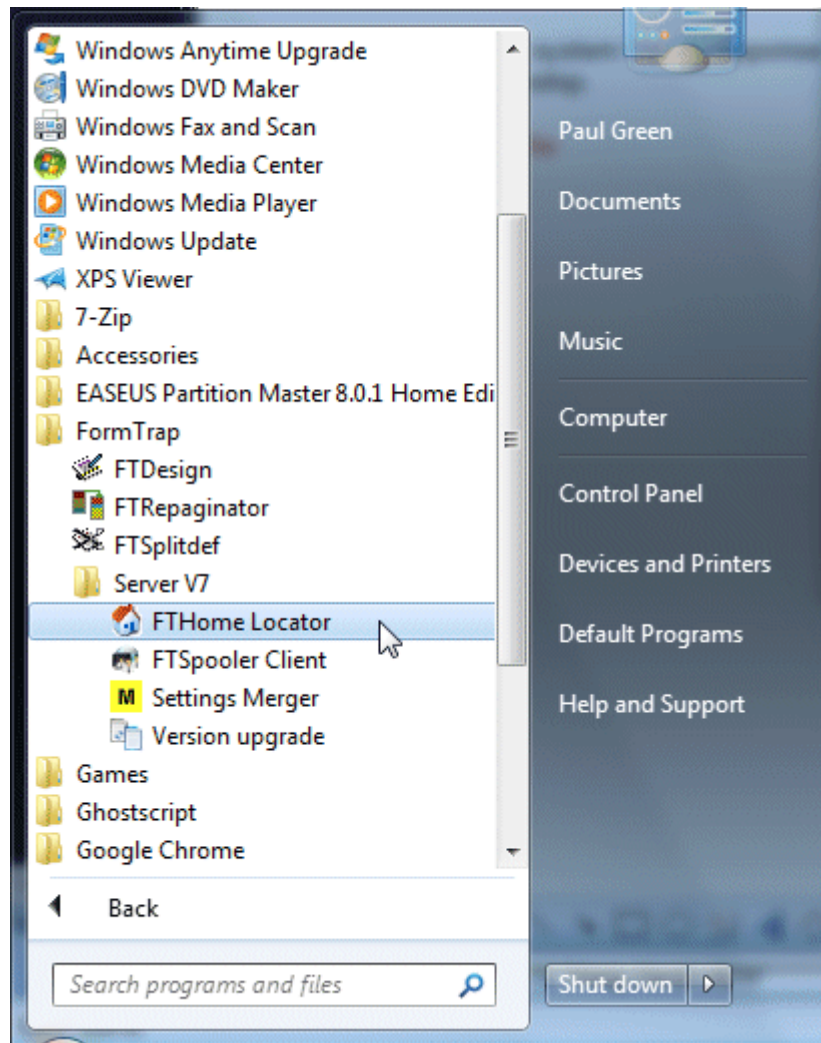 Windows Anytime Upgrade
Windows DVD Maker
Windows Fax and Scan
Windows Media Center
Windows Media Player
Windows Update
XPS Viewer
7-Zip
Accessories
EASEUS Partition Master 8.0.1 Home Edi
FormTrap
FTDesign
FTRepaginator
FTSplitdef
Server V7
FTHome Locator
FTSpooler Client
M Settings Merger
Version upgrade
Games
Ghostscript
Google Chrome
Back
Search programs and files
Paul Green
Documents
Pictures
Music
Computer
Control Panel
Devices and Printers
Default Programs
Help and Support
Shut down